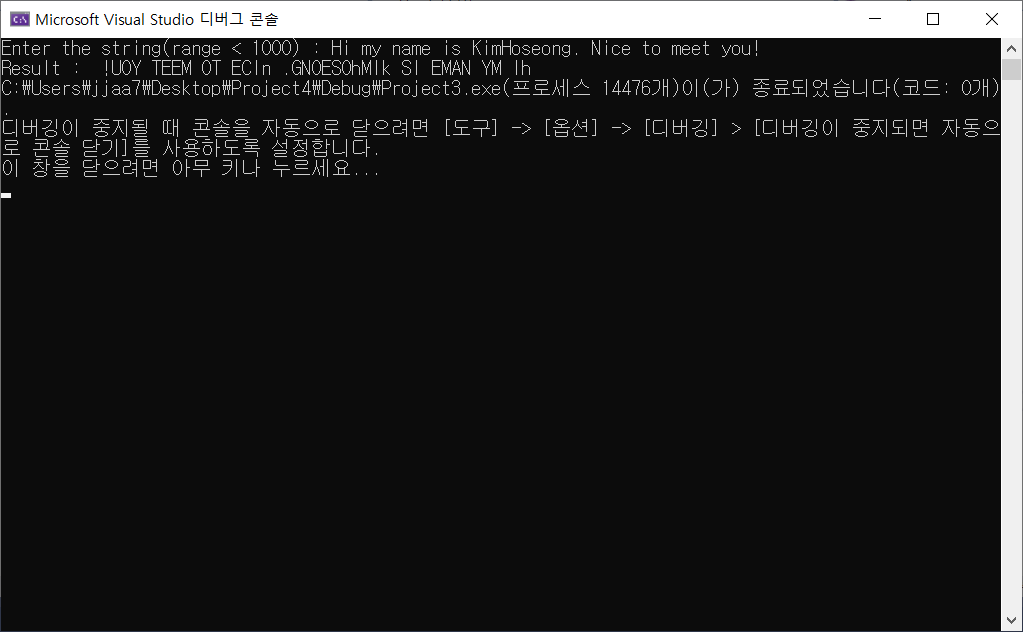 Microsoft Visual Studio 디버그 콘솔
Enter the string(range < 1000) : Hi my name is KimHoseong. Nice to meet you!
Result :  !UOY TEEM OT ECIn .GNOESOhMIk SI EMAN YM Ih
C:₩Users₩jjaa7₩Desktop₩Project4₩Debug₩Project3.exe(프로세스 14476개)이(가) 종료되었습니다(코드: 0개)
.
디버깅이 중지될 때 콘솔을 자동으로 닫으려면 [도구] -> [옵션] -> [디버깅] > [디버깅이 중지되면 자동으
로 콘솔 닫기]를 사용하도록 설정합니다.
이 창을 닫으려면 아무 키나 누르세요...